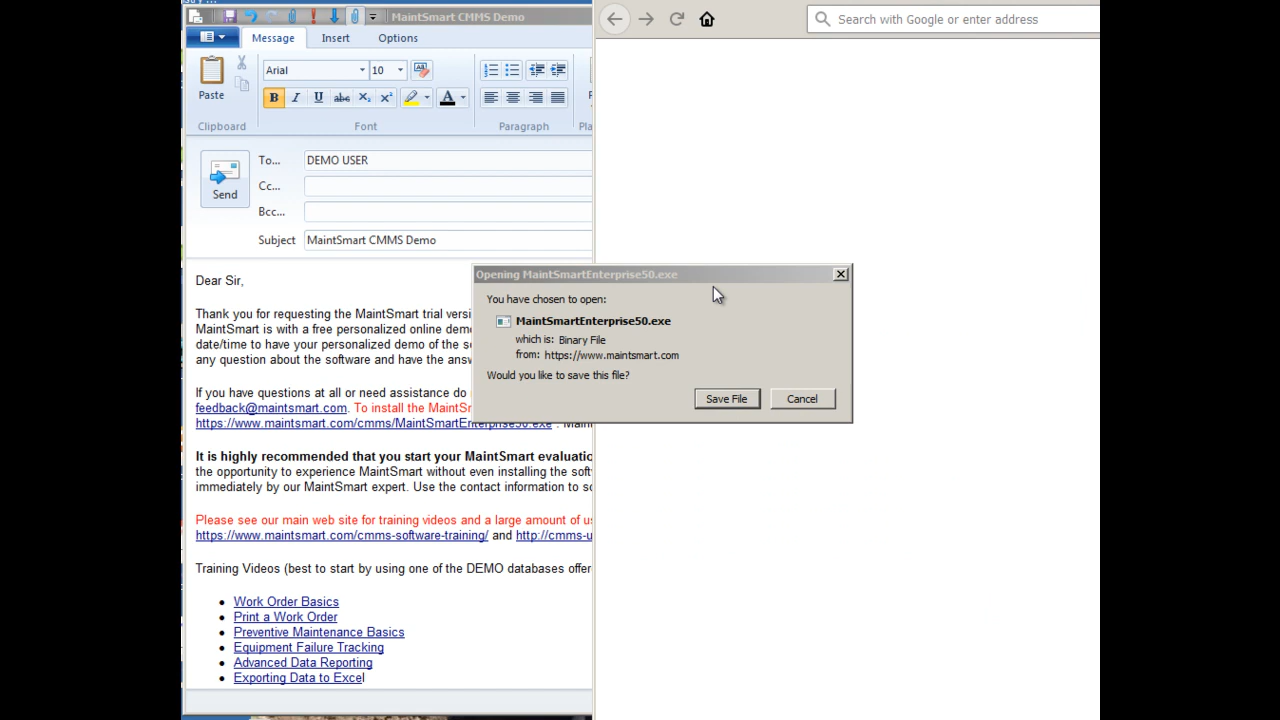 MaintSmart CMMS Demo
Search with Google or enter address
Message Insert Options
Arial 10
Paste
B I U abc X₂ X² A
Clipboard Font Paragraph
To... DEMO USER
Cc...
Send
Bcc...
Subject MaintSmart CMMS Demo
Opening MaintSmartEnterprise50.exe
You have chosen to open:
MaintSmartEnterprise50.exe
which is: Binary File
from: https://www.maintsmart.com
Would you like to save this file?
Save File Cancel
Dear Sir,
Thank you for requesting the MaintSmart trial
MaintSmart is with a free personalized online
date/time to have your personalized demo of the
any question about the software and have the
If you have questions at all or need assistance do
feedback@maintsmart.com. To install the
https://www.maintsmart.com/cmms/MaintSmartEnterprise50.exe .
It is highly recommended that you start your MaintSmart
the opportunity to experience MaintSmart without even installing the
immediately by our MaintSmart expert. Use the contact information to
Please see our main web site for training videos and a large amount of
https://www.maintsmart.com/cmms-software-training/ and
Training Videos (best to start by using one of the DEMO databases
• Work Order Basics
• Print a Work Order
• Preventive Maintenance Basics
• Equipment Failure Tracking
• Advanced Data Reporting
• Exporting Data to Excel